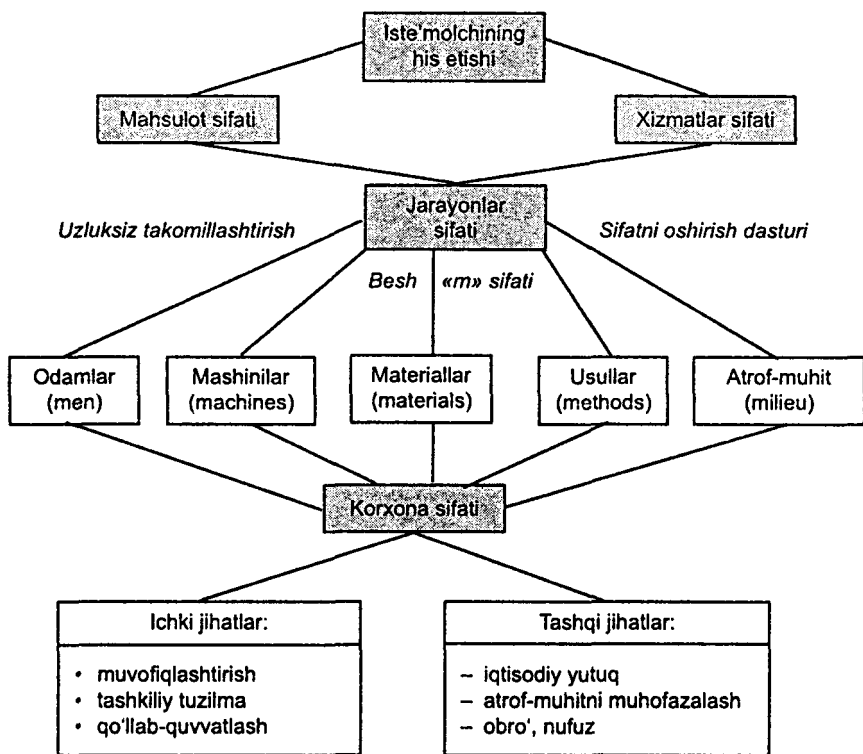 Iste'molchining
his etishi
Mahsulot sifati
Xizmatlar sifati
Jarayonlar
sifati
Uzluksiz takomillashtirish
Sifatni oshirish dasturi
Besh «m» sifati
Odamlar
(men)
Mashinilar
(machines)
Materiallar
(materials)
Usullar
(methods)
Atrof-muhit
(milieu)
Korxona sifati
Ichki jihatlar:
• muvofiqlashtirish
• tashkiliy tuzilma
• qo‘llab-quvvatlash
Tashqi jihatlar:
– iqtisodiy yutuq
– atrof-muhitni muhofazalash
– obro‘, nufuz